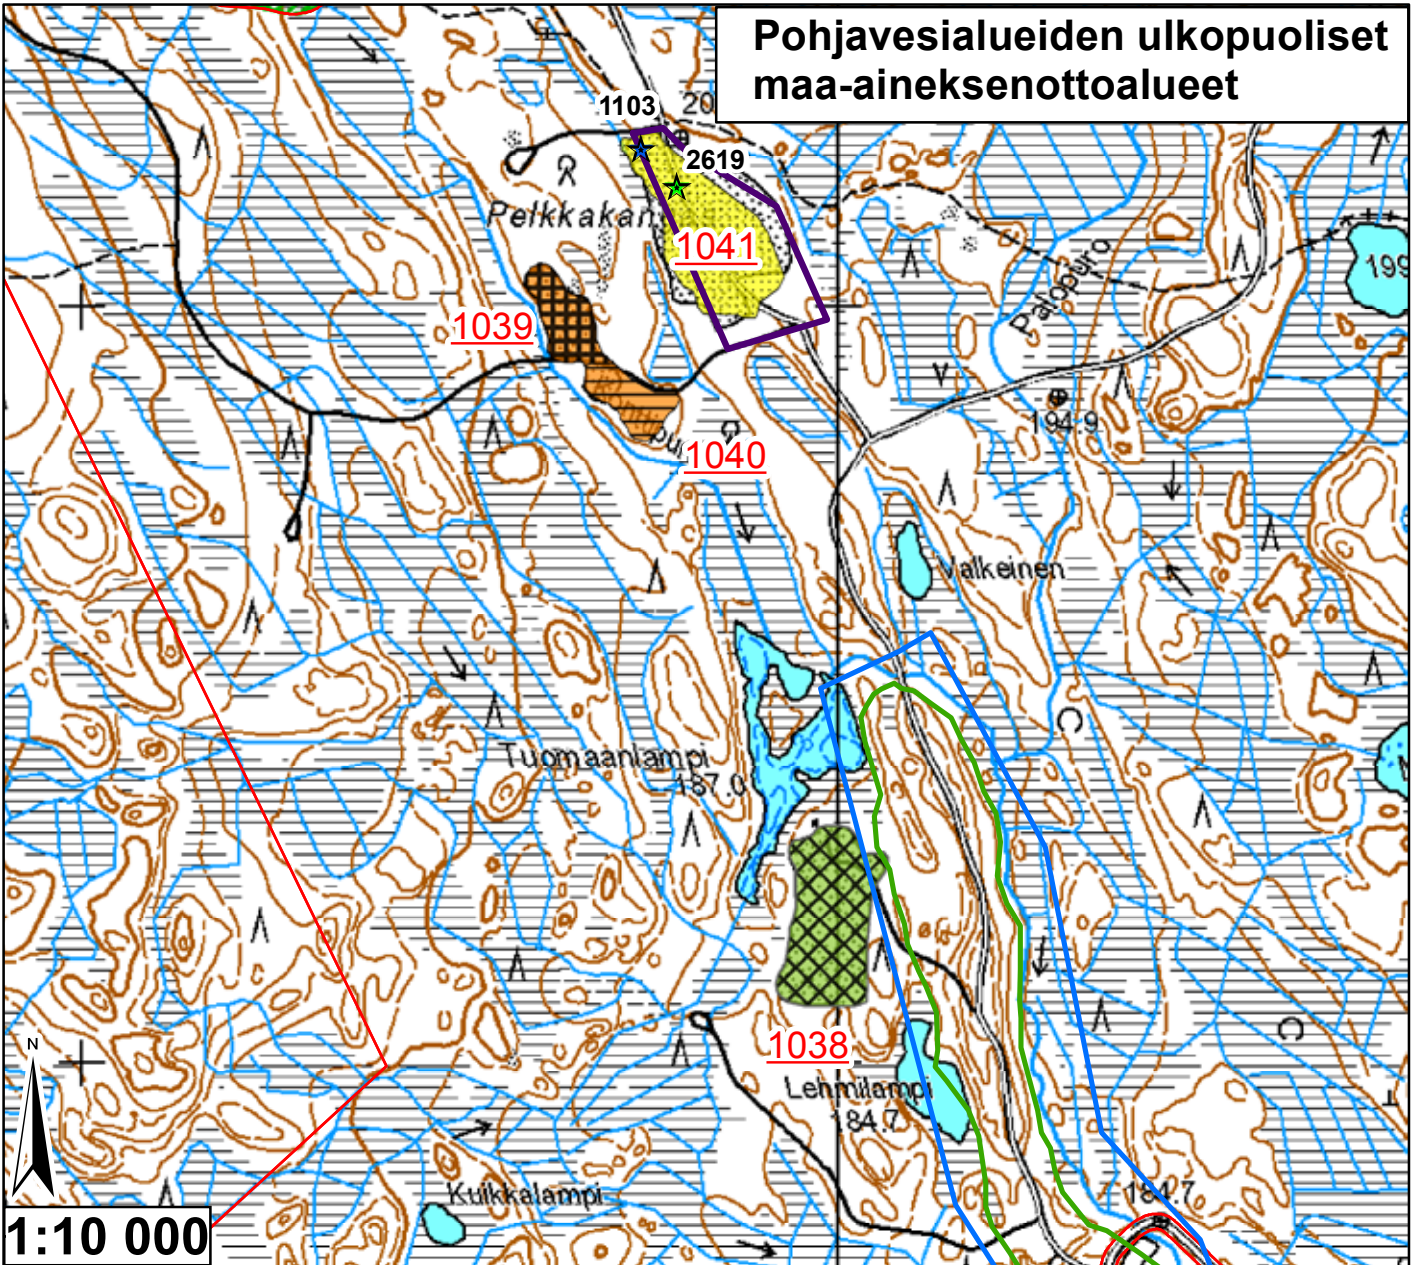 Pohjavesialueiden ulkopuoliset
maa-aineksenottoalueet
1103
20
2619
1041
199
1039
Palopuro
194.9
1040
Valkeinen
Tuomaanlampi
187.0
1038
Lehmilampi
184.7
N
Kuikkalampi
184.7
1:10 000